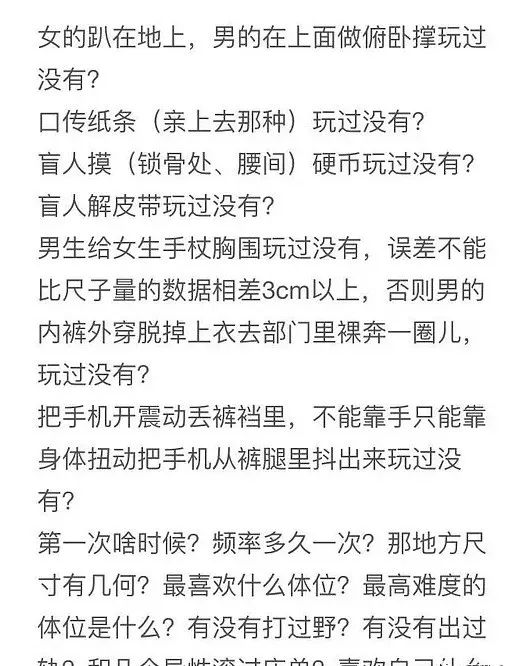 女的趴在地上，男的在上面做俯卧撑玩过
没有？
口传纸条（亲上去那种）玩过没有？
盲人摸（锁骨处、腰间）硬币玩过没有？
盲人解皮带玩过没有？
男生给女生手杖胸围玩过没有，误差不能
比尺子量的数据相差3cm以上，否则男的
内裤外穿脱掉上衣去部门里裸奔一圈儿，
玩过没有？
把手机开震动丢裤裆里，不能靠手只能靠
身体扭动把手机从裤腿里抖出来玩过没
有？
第一次啥时候？频率多久一次？那地方尺
寸有几何？最喜欢什么体位？最高难度的
体位是什么？有没有打过野？有没有出过